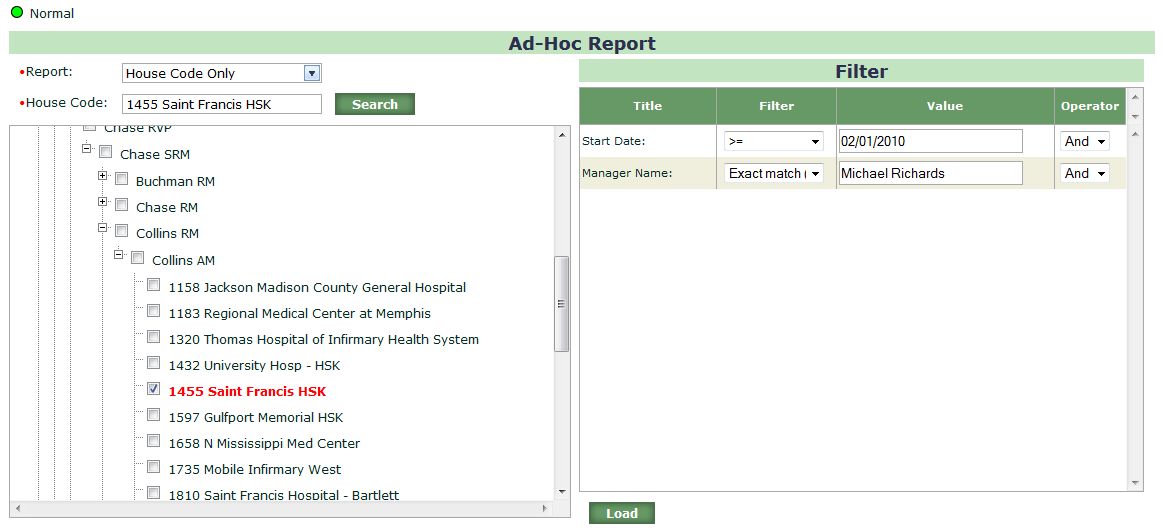 Normal
Ad-Hoc Report
•Report: House Code Only
•House Code: 1455 Saint Francis HSK Search
Chase RVP
Chase SRM
Buchman RM
Chase RM
Collins RM
Collins AM
1158 Jackson Madison County General Hospital
1183 Regional Medical Center at Memphis
1320 Thomas Hospital of Infirmary Health System
1432 University Hosp - HSK
1455 Saint Francis HSK
1597 Gulfport Memorial HSK
1658 N Mississippi Med Center
1735 Mobile Infirmary West
1810 Saint Francis Hospital - Bartlett
Filter
Title Filter Value Operator
Start Date: >= 02/01/2010 And
Manager Name: Exact match ( Michael Richards And
Load